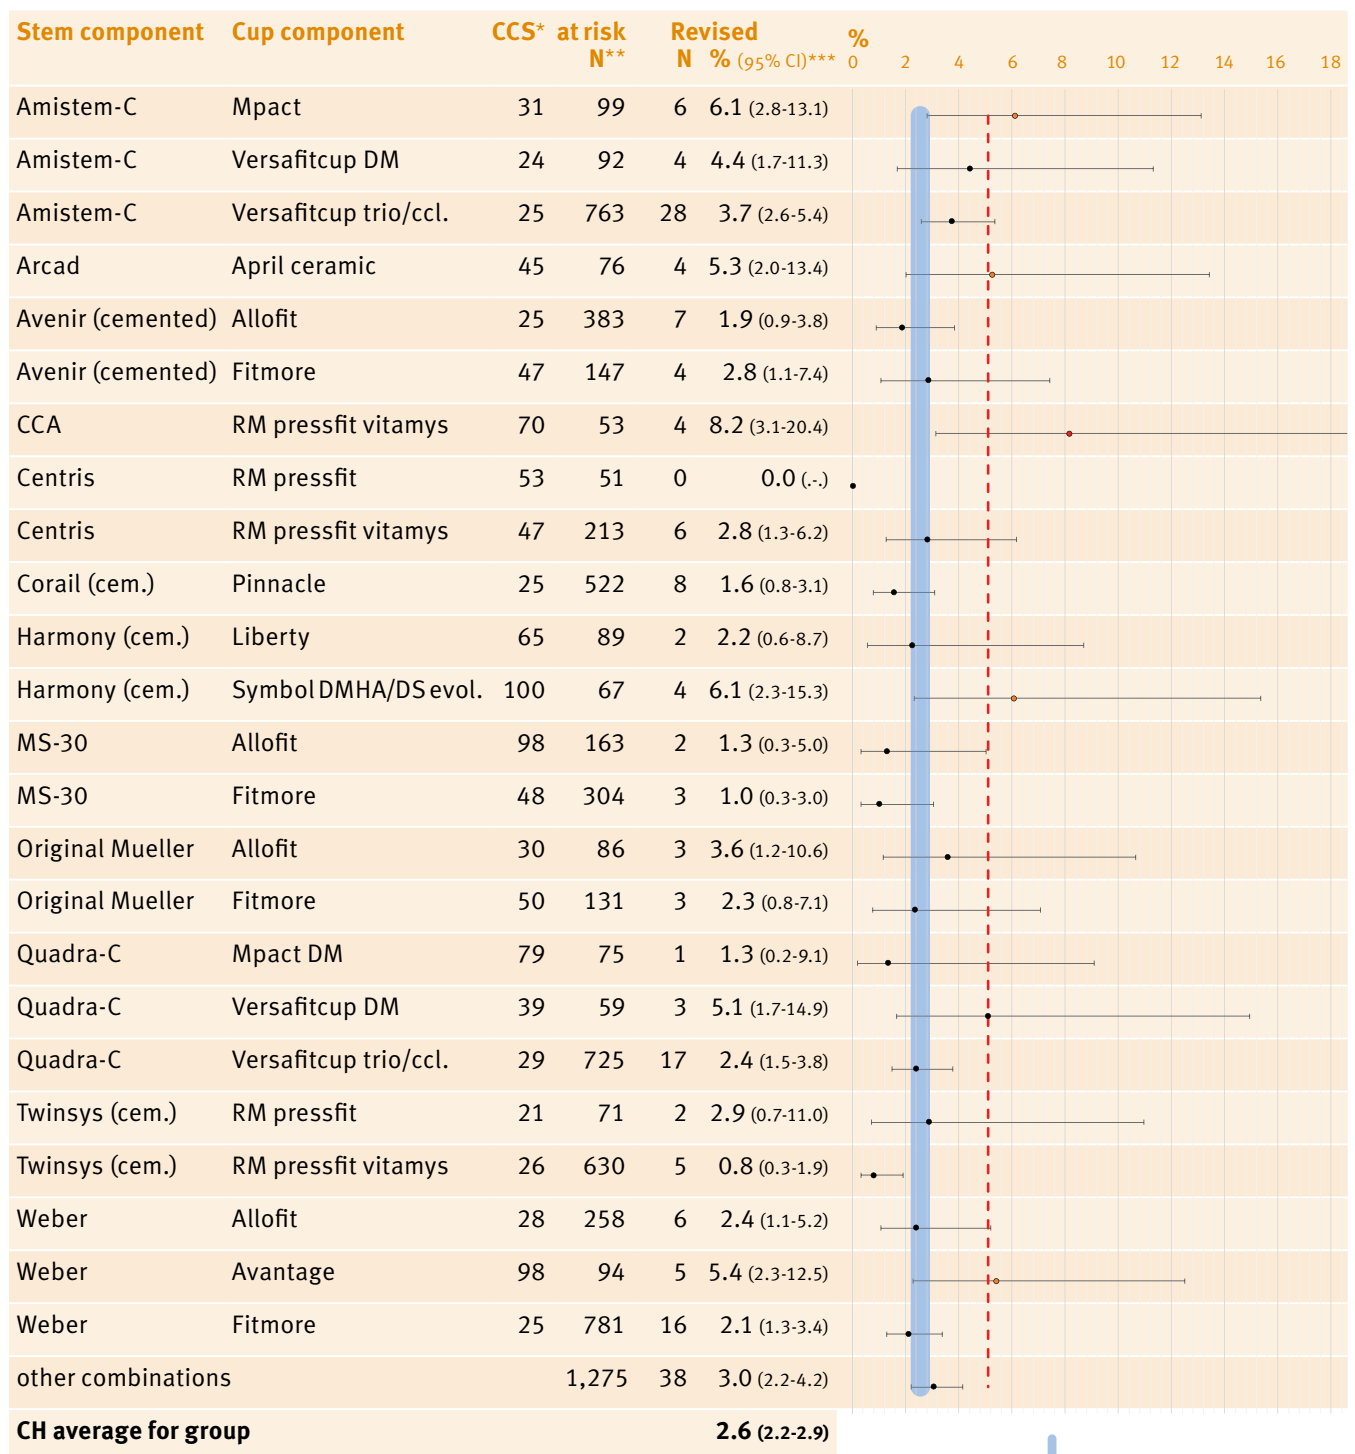 Stem component Cup component CCS* at risk Revised %
N** N % (95% CI)*** 0 2 4 6 8 10 12 14 16 18
Amistem-C Mpact 31 99 6 6.1 (2.8-13.1)
Amistem-C Versafitcup DM 24 92 4 4.4 (1.7-11.3)
Amistem-C Versafitcup trio/ccl. 25 763 28 3.7 (2.6-5.4)
Arcad April ceramic 45 76 4 5.3 (2.0-13.4)
Avenir (cemented) Allofit 25 383 7 1.9 (0.9-3.8)
Avenir (cemented) Fitmore 47 147 4 2.8 (1.1-7.4)
CCA RM pressfit vitamys 70 53 4 8.2 (3.1-20.4)
Centris RM pressfit 53 51 0 0.0 (.-.)
Centris RM pressfit vitamys 47 213 6 2.8 (1.3-6.2)
Corail (cem.) Pinnacle 25 522 8 1.6 (0.8-3.1)
Harmony (cem.) Liberty 65 89 2 2.2 (0.6-8.7)
Harmony (cem.) Symbol DMHA/DS evol. 100 67 4 6.1 (2.3-15.3)
MS-30 Allofit 98 163 2 1.3 (0.3-5.0)
MS-30 Fitmore 48 304 3 1.0 (0.3-3.0)
Original Mueller Allofit 30 86 3 3.6 (1.2-10.6)
Original Mueller Fitmore 50 131 3 2.3 (0.8-7.1)
Quadra-C Mpact DM 79 75 1 1.3 (0.2-9.1)
Quadra-C Versafitcup DM 39 59 3 5.1 (1.7-14.9)
Quadra-C Versafitcup trio/ccl. 29 725 17 2.4 (1.5-3.8)
Twinsys (cem.) RM pressfit 21 71 2 2.9 (0.7-11.0)
Twinsys (cem.) RM pressfit vitamys 26 630 5 0.8 (0.3-1.9)
Weber Allofit 28 258 6 2.4 (1.1-5.2)
Weber Avantage 98 94 5 5.4 (2.3-12.5)
Weber Fitmore 25 781 16 2.1 (1.3-3.4)
other combinations 1,275 38 3.0 (2.2-4.2)
CH average for group 2.6 (2.2-2.9)